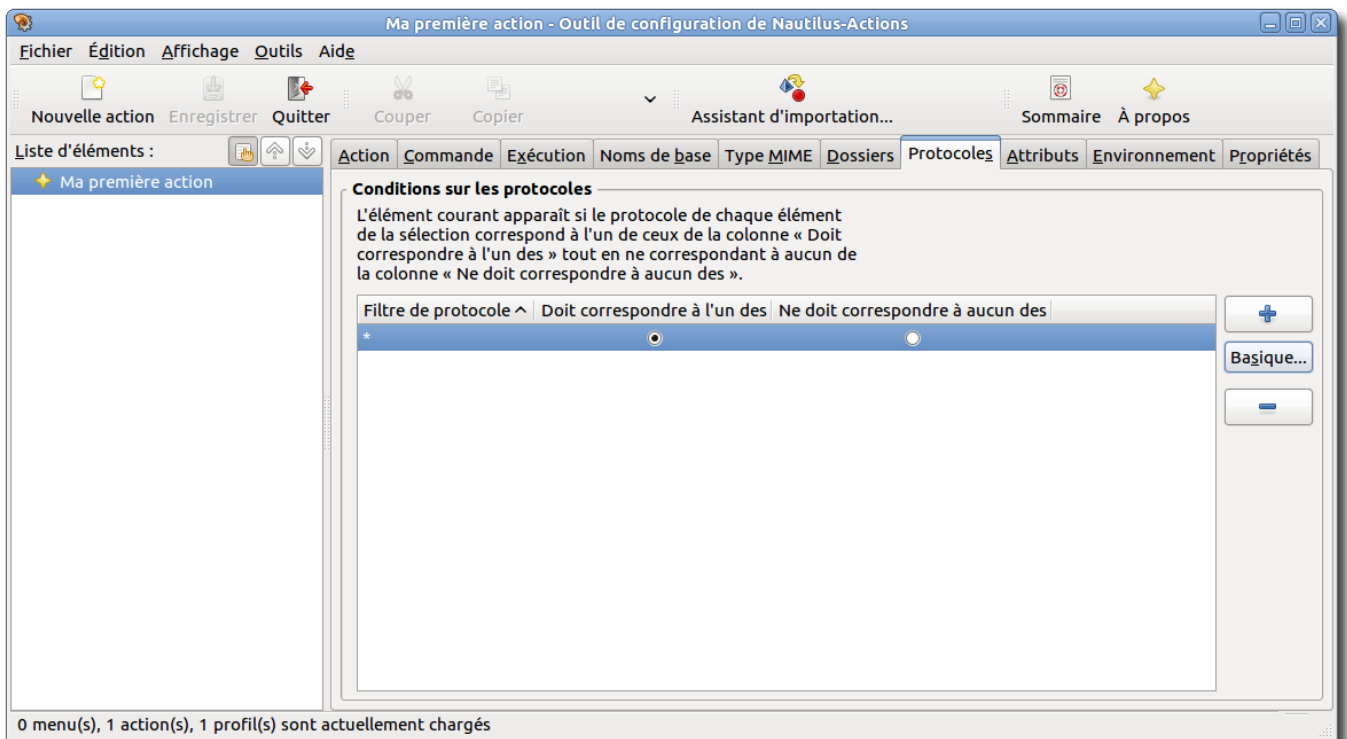 Ma première action - Outil de configuration de Nautilus-Actions
Fichier Édition Affichage Outils Aide
Nouvelle action Enregistrer Quitter Couper Copier Assistant d'importation... Sommaire À propos
Liste d'éléments :
Action Commande Exécution Noms de base Type MIME Dossiers Protocoles Attributs Environnement Propriétés
Ma première action
Conditions sur les protocoles
L'élément courant apparaît si le protocole de chaque élément
de la sélection correspond à l'un de ceux de la colonne « Doit
correspondre à l'un des » tout en ne correspondant à aucun de
la colonne « Ne doit correspondre à aucun des ».
Filtre de protocole Doit correspondre à l'un des Ne doit correspondre à aucun des
*
Basique...
0 menu(s), 1 action(s), 1 profil(s) sont actuellement chargés